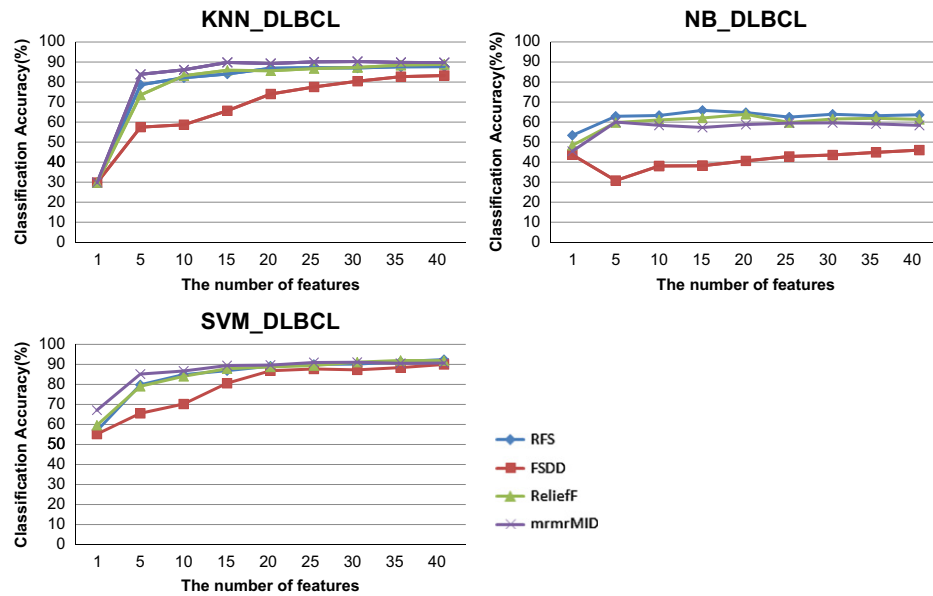 KNN_DLBCL
Classification Accuracy(%)
100
90
80
70
60
50
40
30
20
10
0
1 5 10 15 20 25 30 35 40
The number of features
NB_DLBCL
Classification Accuracy(%%)
100
90
80
70
60
50
40
30
20
10
0
1 5 10 15 20 25 30 35 40
The number of features
SVM_DLBCL
Classification Accuracy(%)
100
90
80
70
60
50
40
30
20
10
0
1 5 10 15 20 25 30 35 40
The number of features
RFS
FSDD
ReliefF
mrmrMID